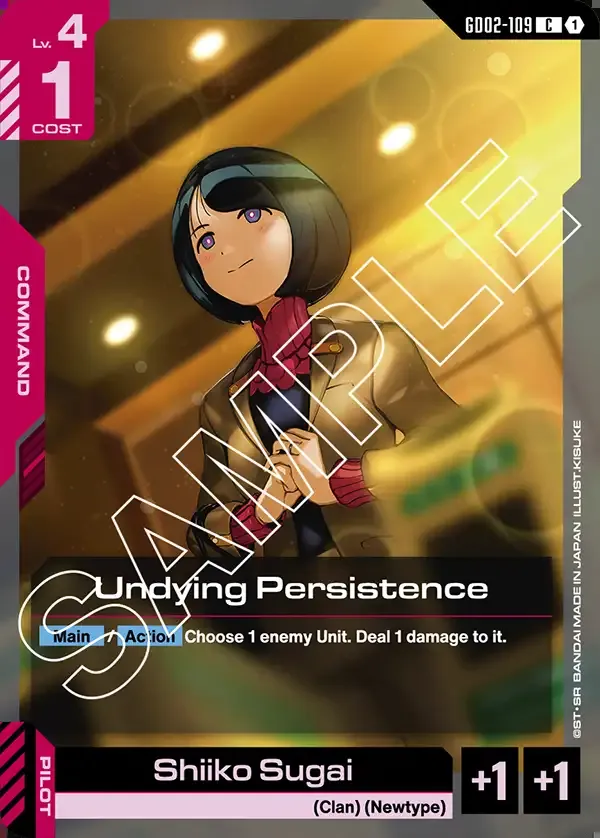 GD02-109 C 1
Lv. 4
1
COST
COMMAND
SAMPLE
Undying Persistence
Main / Action Choose 1 enemy Unit. Deal 1 damage to it.
©ST・SR BANDAI MADE IN JAPAN ILLUST.KISUKE
PILOT
Shiiko Sugai
+1 +1
(Clan) (Newtype)